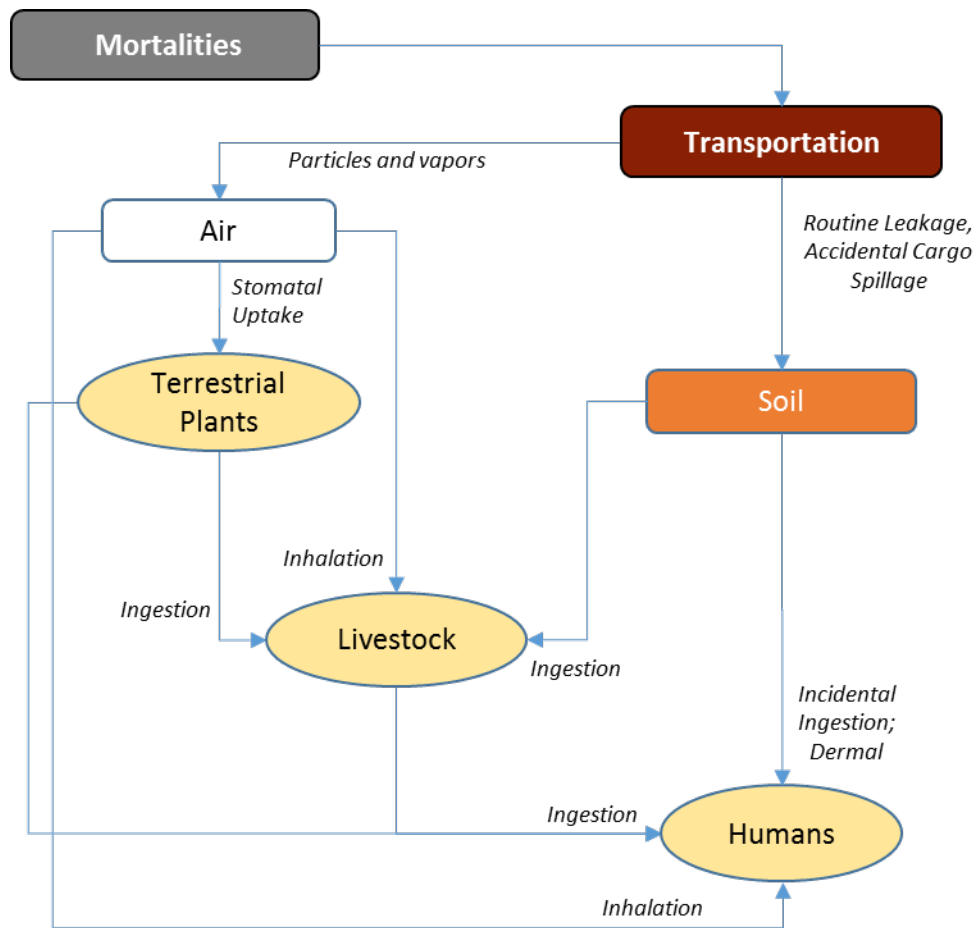 Mortalities
Transportation
Particles and vapors
Air
Routine Leakage,
Accidental Cargo
Spillage
Stomatal
Uptake
Terrestrial
Plants
Soil
Inhalation
Ingestion
Livestock
Ingestion
Incidental
Ingestion;
Dermal
Ingestion
Humans
Inhalation